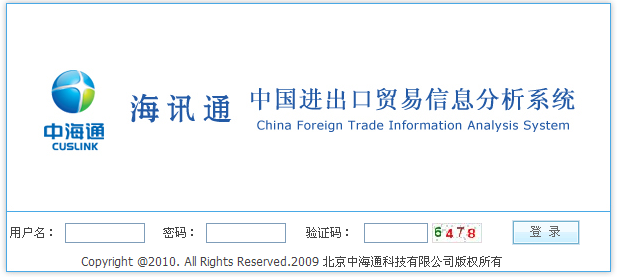 中海通
CUSLINK
海讯通
中国进出口贸易信息分析系统
China Foreign Trade Information Analysis System
用户名： 密码： 验证码： 6478 登 录
Copyright @2010. All Rights Reserved.2009 北京中海通科技有限公司版权所有